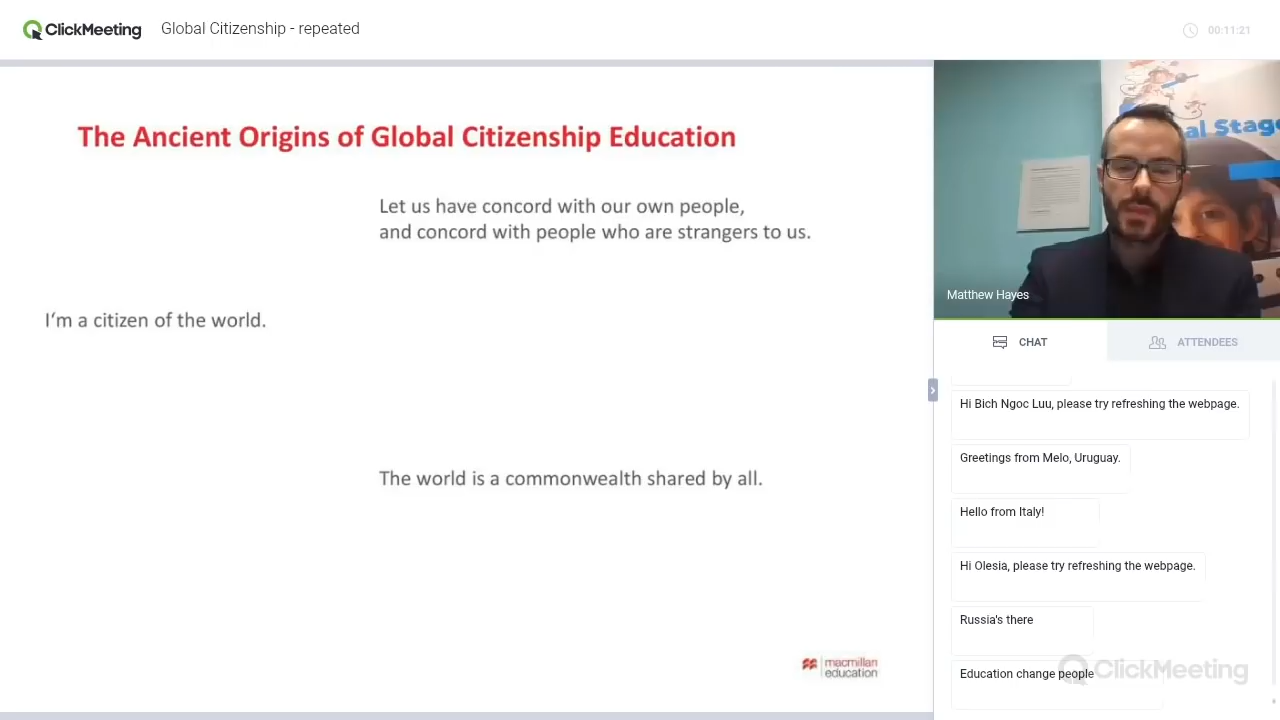 ClickMeeting
Global Citizenship - repeated
00:11:21
The Ancient Origins of Global Citizenship Education
Let us have concord with our own people,
and concord with people who are strangers to us.
I'm a citizen of the world.
The world is a commonwealth shared by all.
macmillan
education
al Stage
Matthew Hayes
CHAT
ATTENDEES
Hi Bich Ngoc Luu, please try refreshing the webpage.
Greetings from Melo, Uruguay.
Hello from Italy!
Hi Olesia, please try refreshing the webpage.
Russia's there
Education change people
ClickMeeting